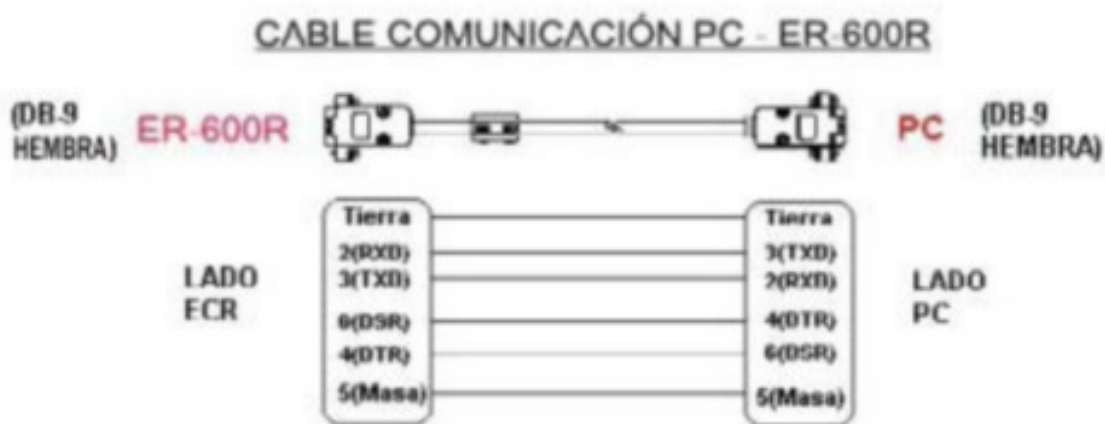 CABLE COMUNICACIÓN PC - ER-600R
(DB-9 HEMBRA)
ER-600R
PC
(DB-9 HEMBRA)
LADO ECR
Tierra
2(RXD)
3(TXD)
6(DSR)
4(DTR)
5(Masa)
Tierra
3(TXD)
2(RXD)
4(DTR)
6(DSR)
5(Masa)
LADO PC